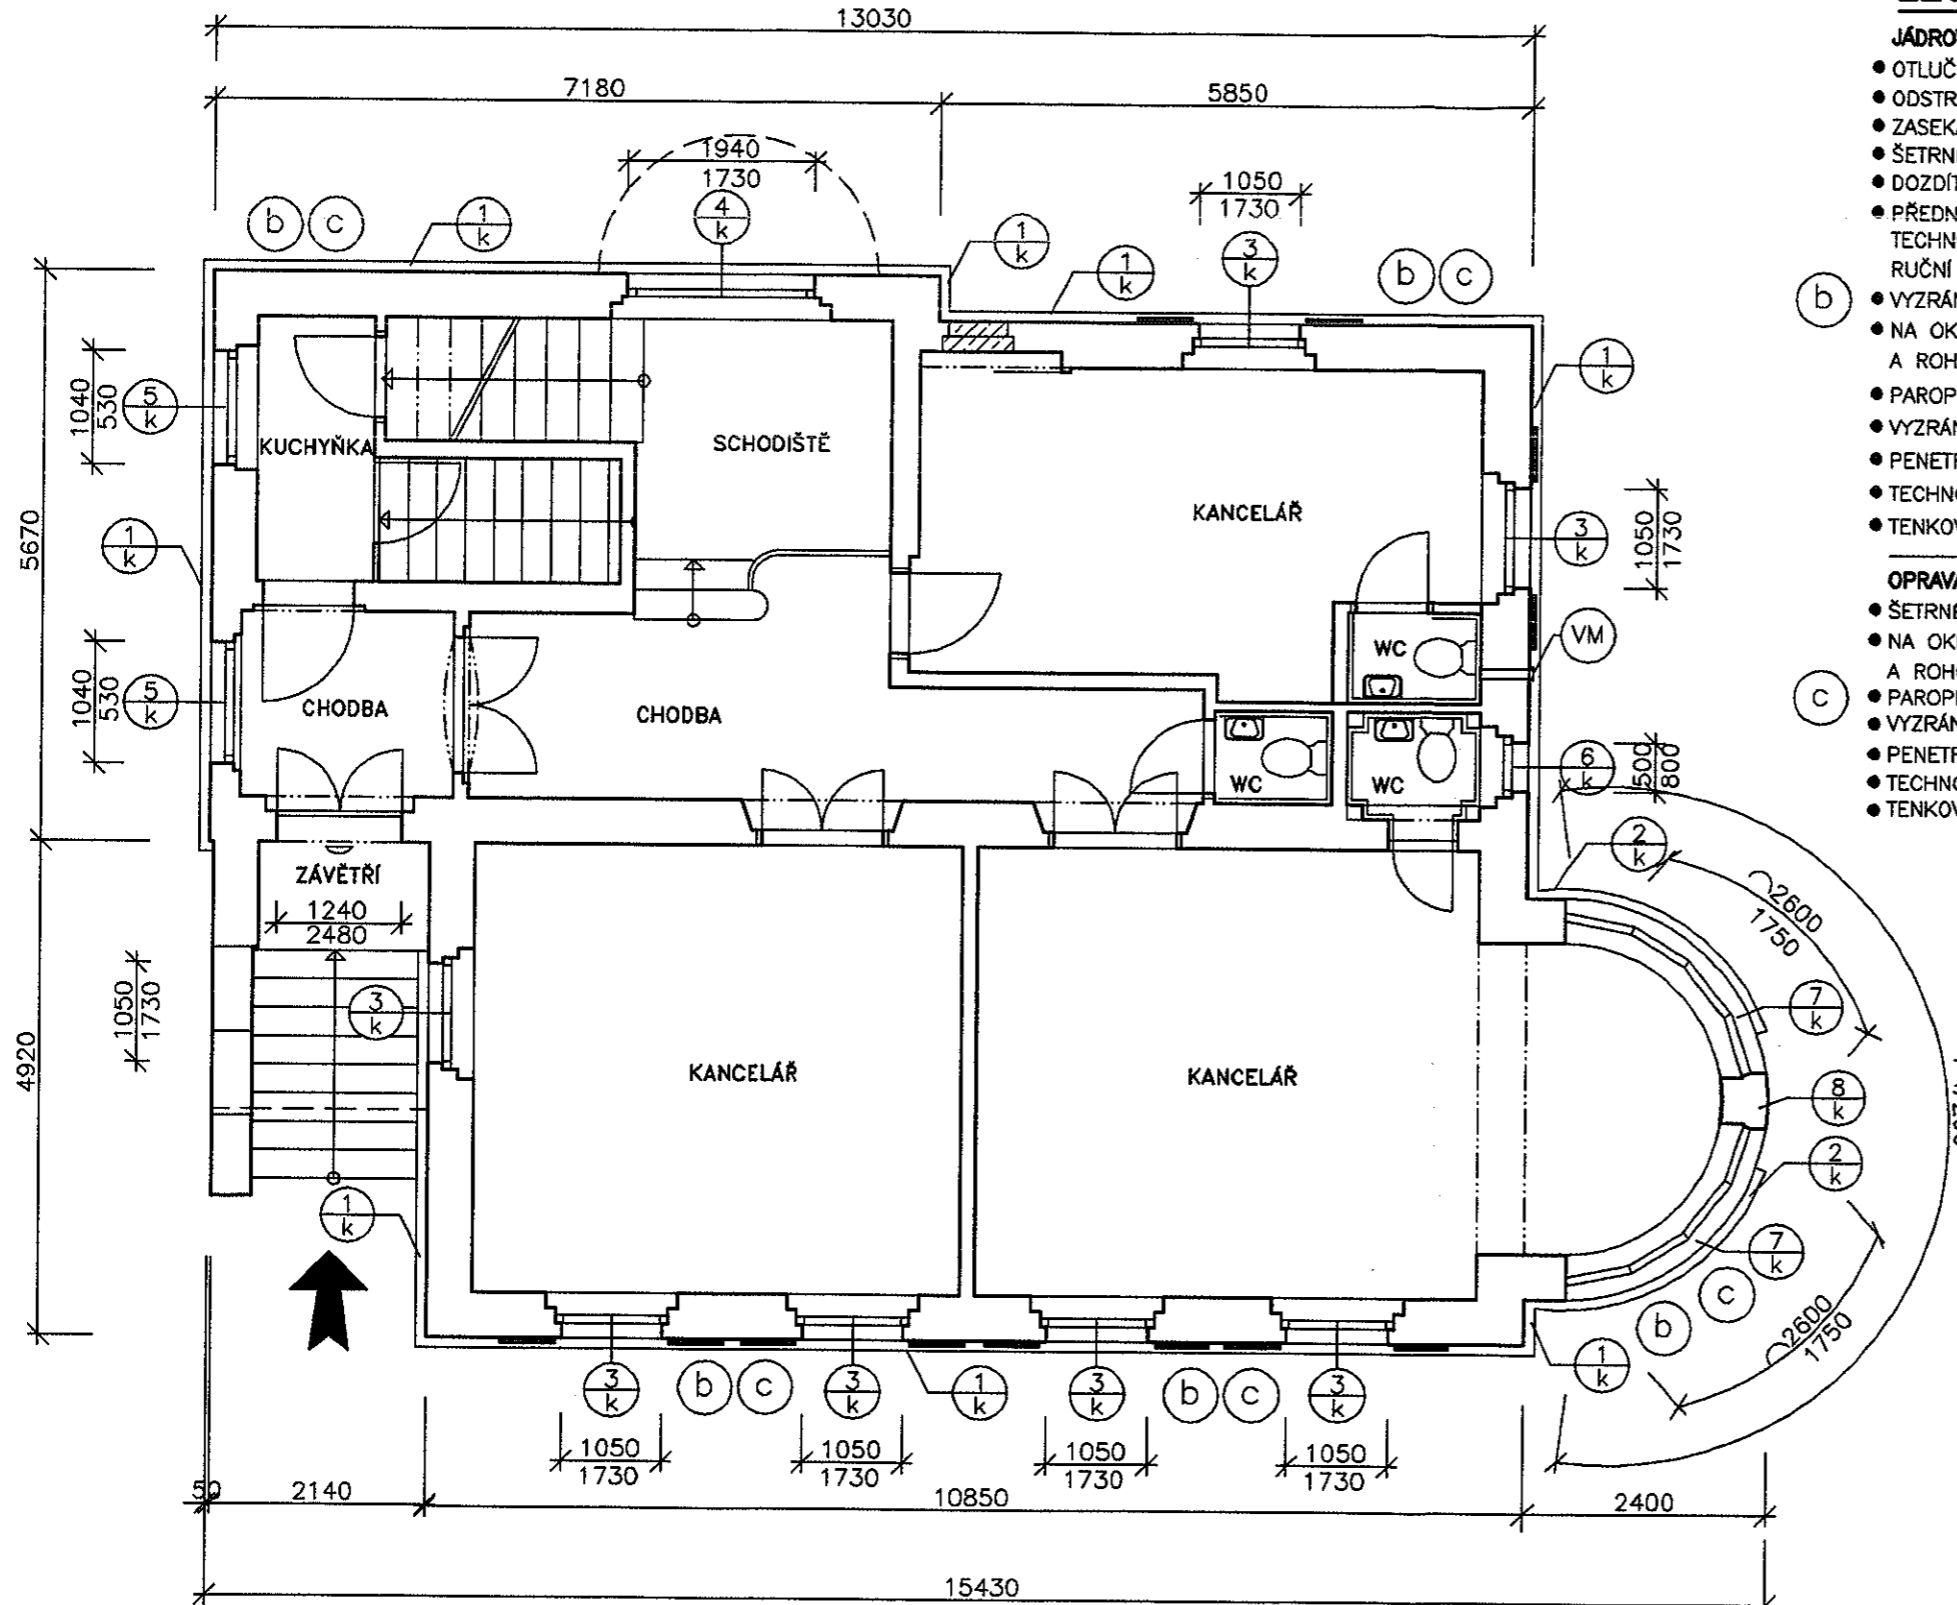 13030
7180
5850
1940
1730
1050
1730
b c
1
k
4
k
1
k
1
k
3
k
b c
1
k
1040
530
5
k
KUCHYŇKA
SCHODIŠTĚ
KANCELÁŘ
3
k
1050
1730
5670
1
k
WC
VM
1040
530
5
k
CHODBA
CHODBA
WC
WC
6
k
500
800
2
k
ZÁVĚTŘÍ
1240
2480
2600
1750
1050
1730
3
k
7
k
4920
KANCELÁŘ
KANCELÁŘ
8
k
2
k
1
k
7
k
c
b
2600
1750
1
k
3
k
b c
3
k
1
k
3
k
b c
3
k
1050
1730
1050
1730
1050
1730
1050
1730
50
2140
10850
2400
15430
JÁDRO
● OTLUČ
● ODSTR
● ZASEK
● ŠETRN
● DOZDÍ
● PŘEDN
TECHN
RUČNÍ
b
● VYZRÁ
● NA OK
A ROH
● PAROP
● VYZRÁ
● PENET
● TECHN
● TENKO
OPRAV
● ŠETRN
● NA OK
A ROH
c
● PAROP
● VYZRÁN
● PENET
● TECHN
● TENKO